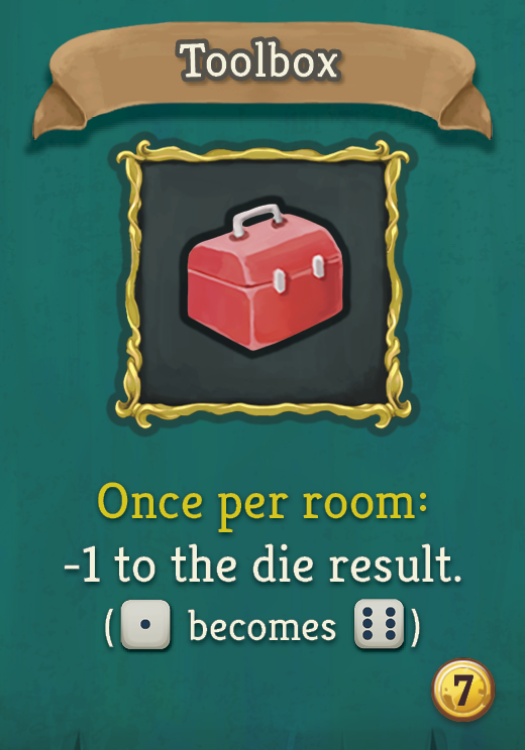 Toolbox
Once per room:
-1 to the die result.
(⚀ becomes ⚅)
7